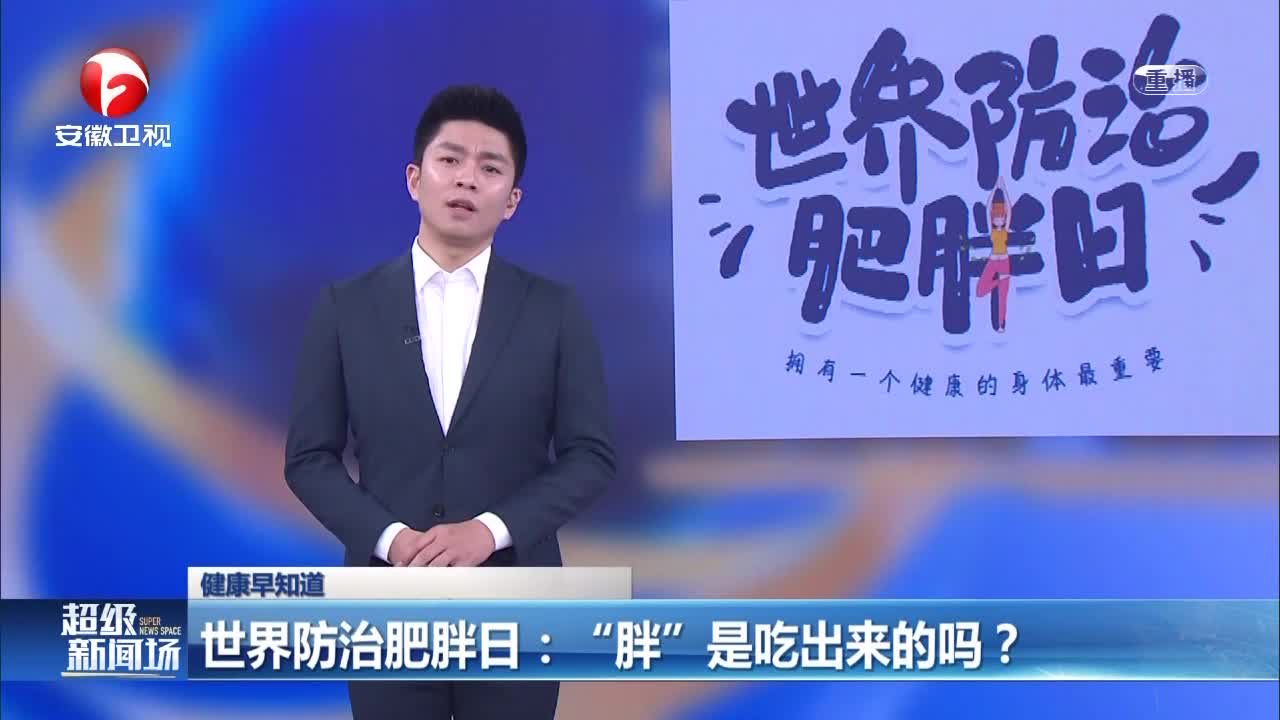 安徽卫视
重播
世界防治
肥胖日
拥有一个健康的身体最重要
健康早知道
超级
新闻场
SUPER
NEWS SPACE
世界防治肥胖日：“胖”是吃出来的吗？